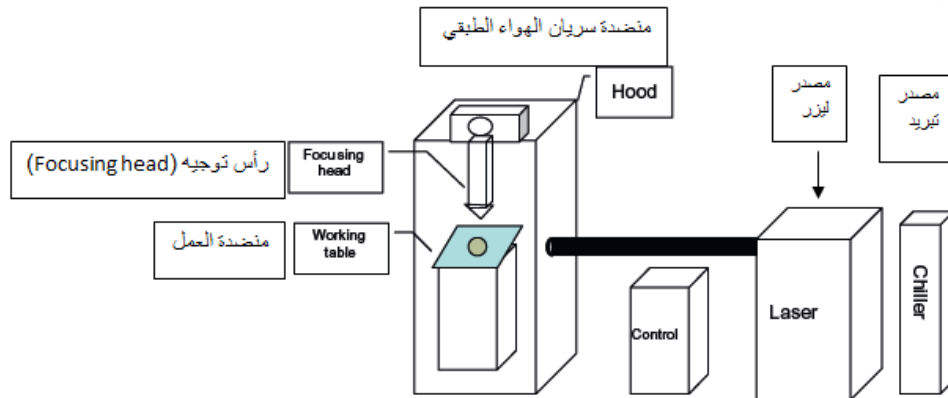 منضدة سريان الهواء الطبقي
Hood
مصدر
ليزر
مصدر
تبريد
رأس توجيه (Focusing head)
Focusing
head
منضدة العمل
Working
table
Control
Laser
Chiller